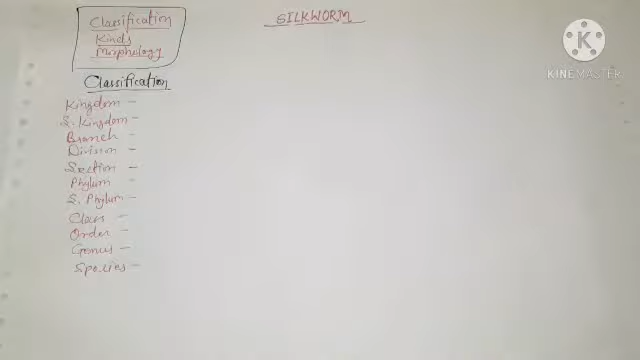 SILKWORM
Classification
Kinds
Morphology
Classification
Kingdom -
S. Kingdom -
Branch -
Division -
Section -
Phylum -
S. Phylum -
Class -
Order -
Genus -
Species -
K
KINEMASTER